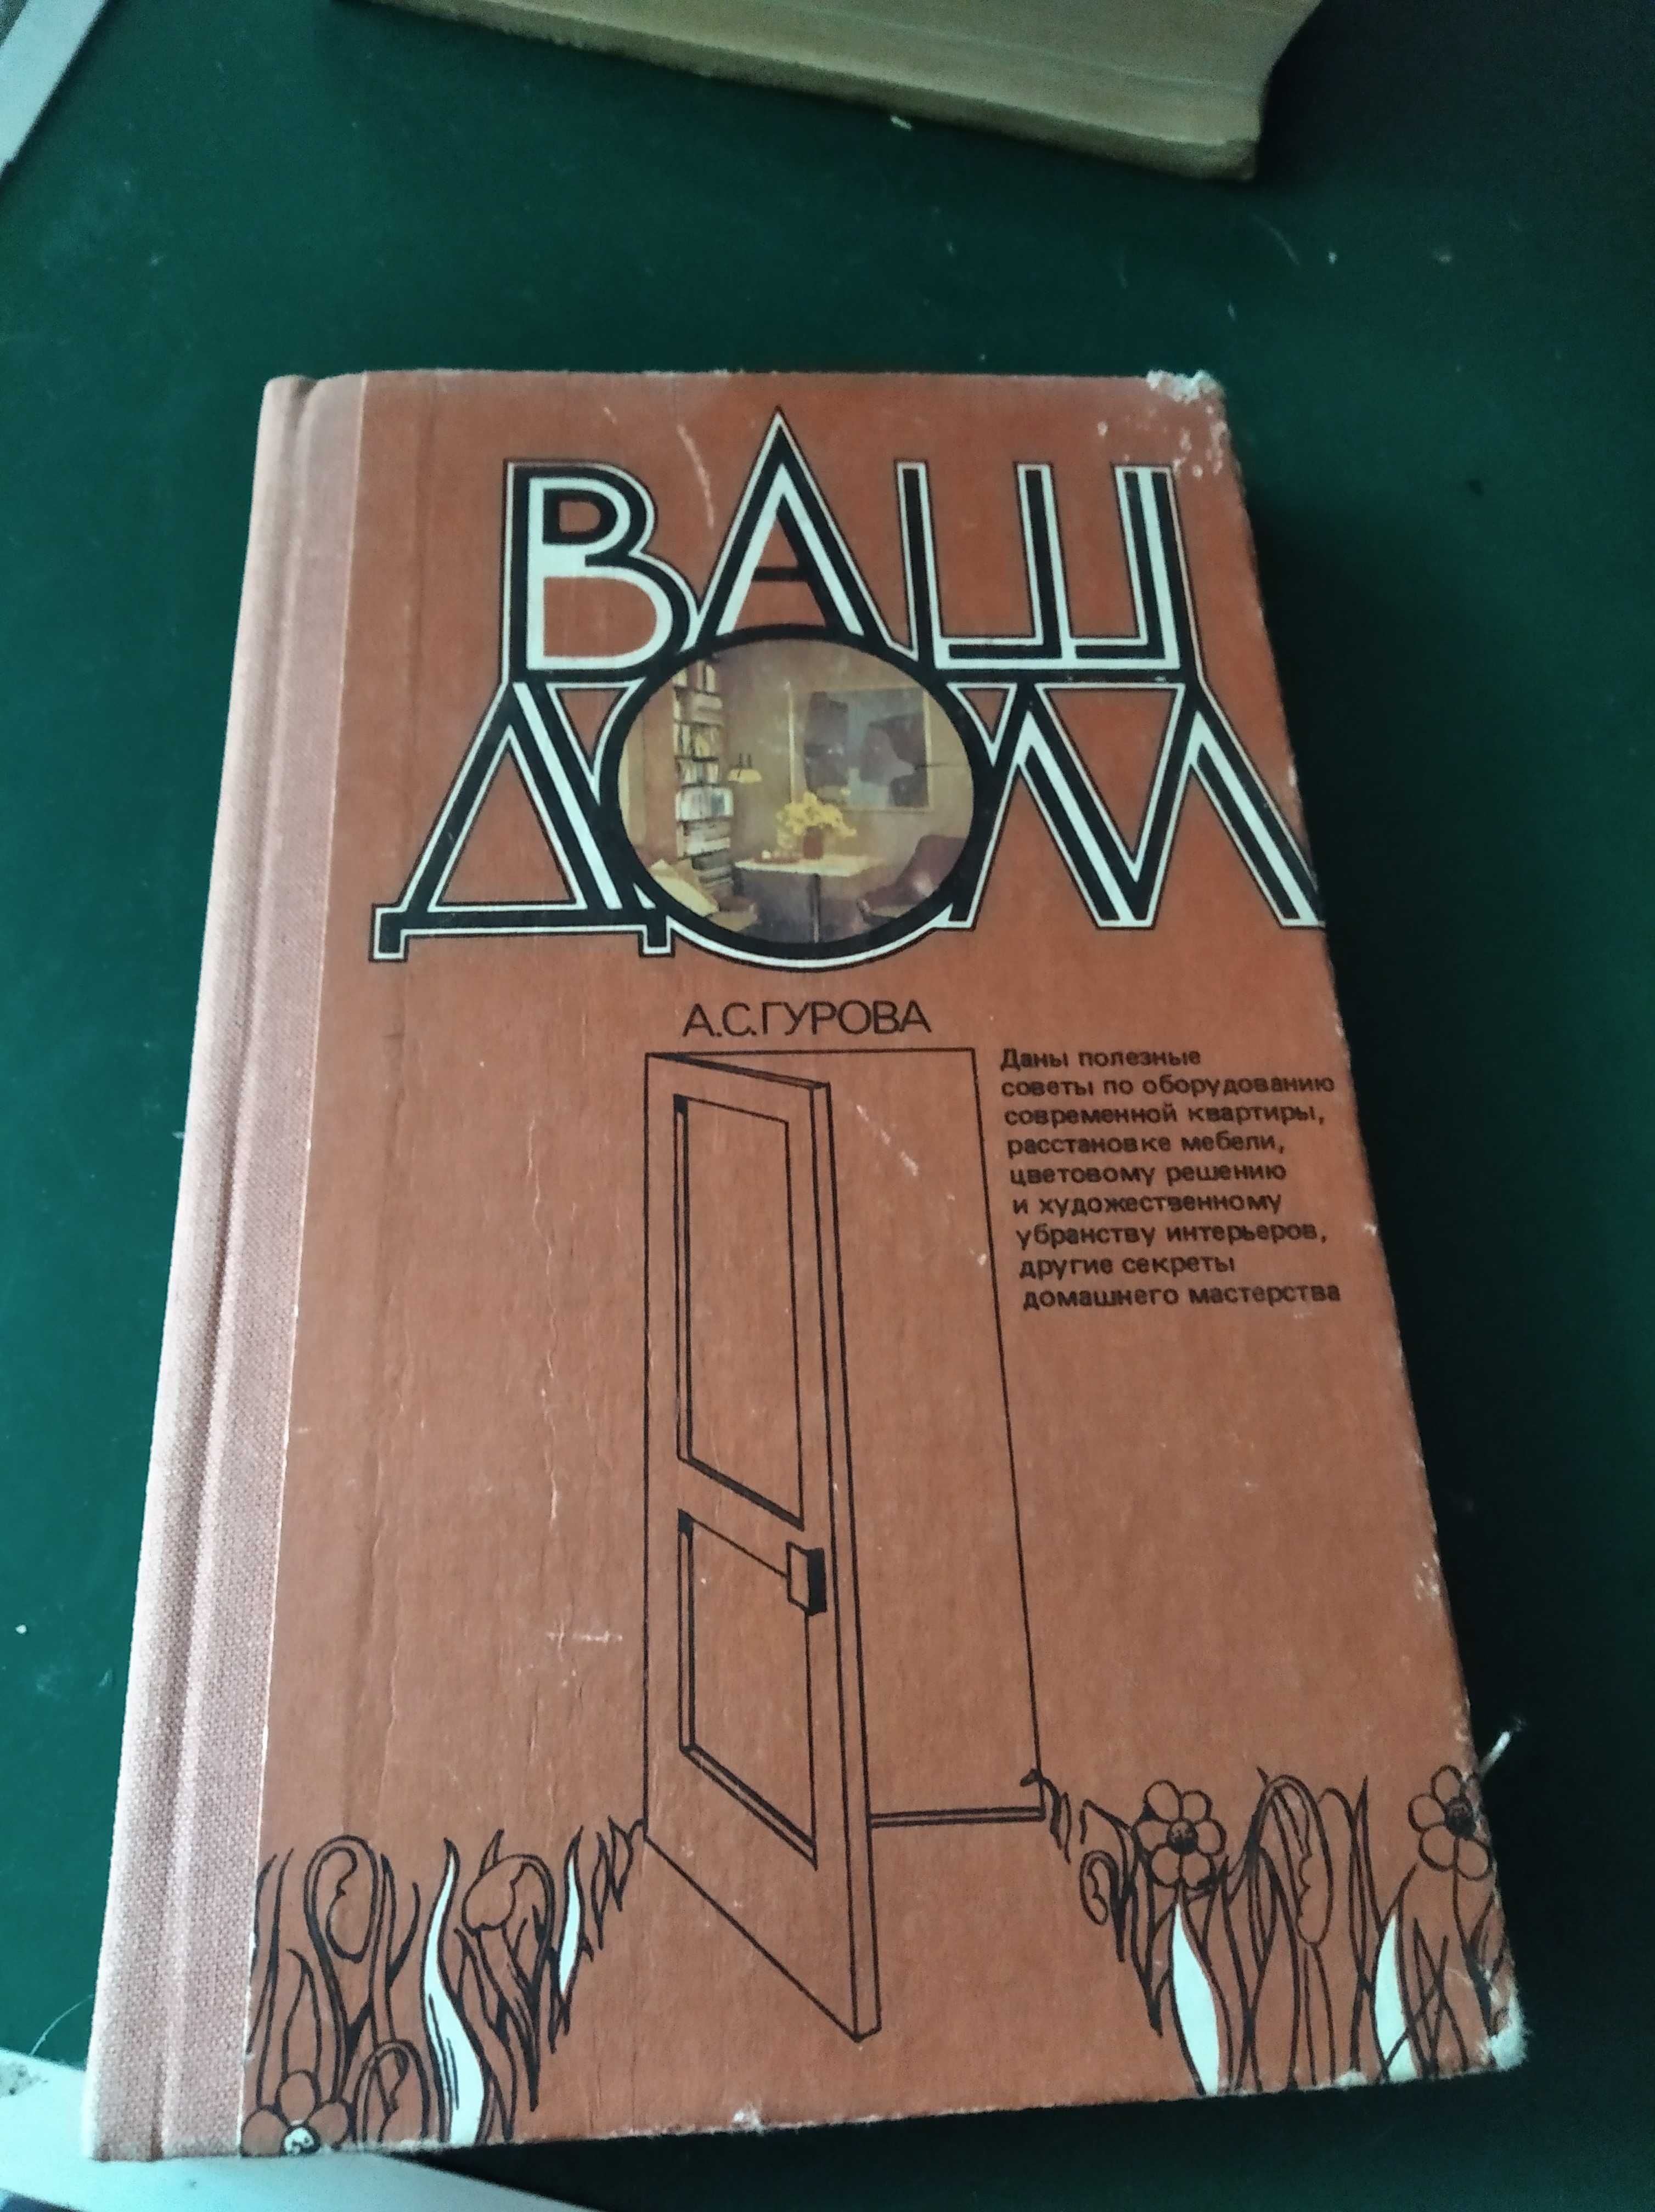 ВАШ
ДОМ
А.С.ГУРОВА
Даны полезные
советы по оборудованию
современной квартиры,
расстановке мебели,
цветовому решению
и художественному
убранству интерьеров,
другие секреты
домашнего мастерства